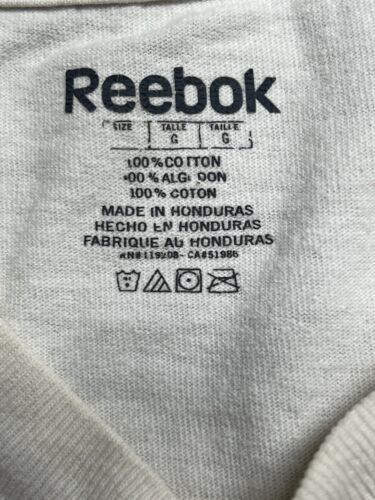 Reebok
SIZE TALLE TAILLE
G G
100% COTTON
100% ALGODON
100% COTON
MADE IN HONDURAS
HECHO EN HONDURAS
FABRIQUE AU HONDURAS
RN# 119208 - CA#51986